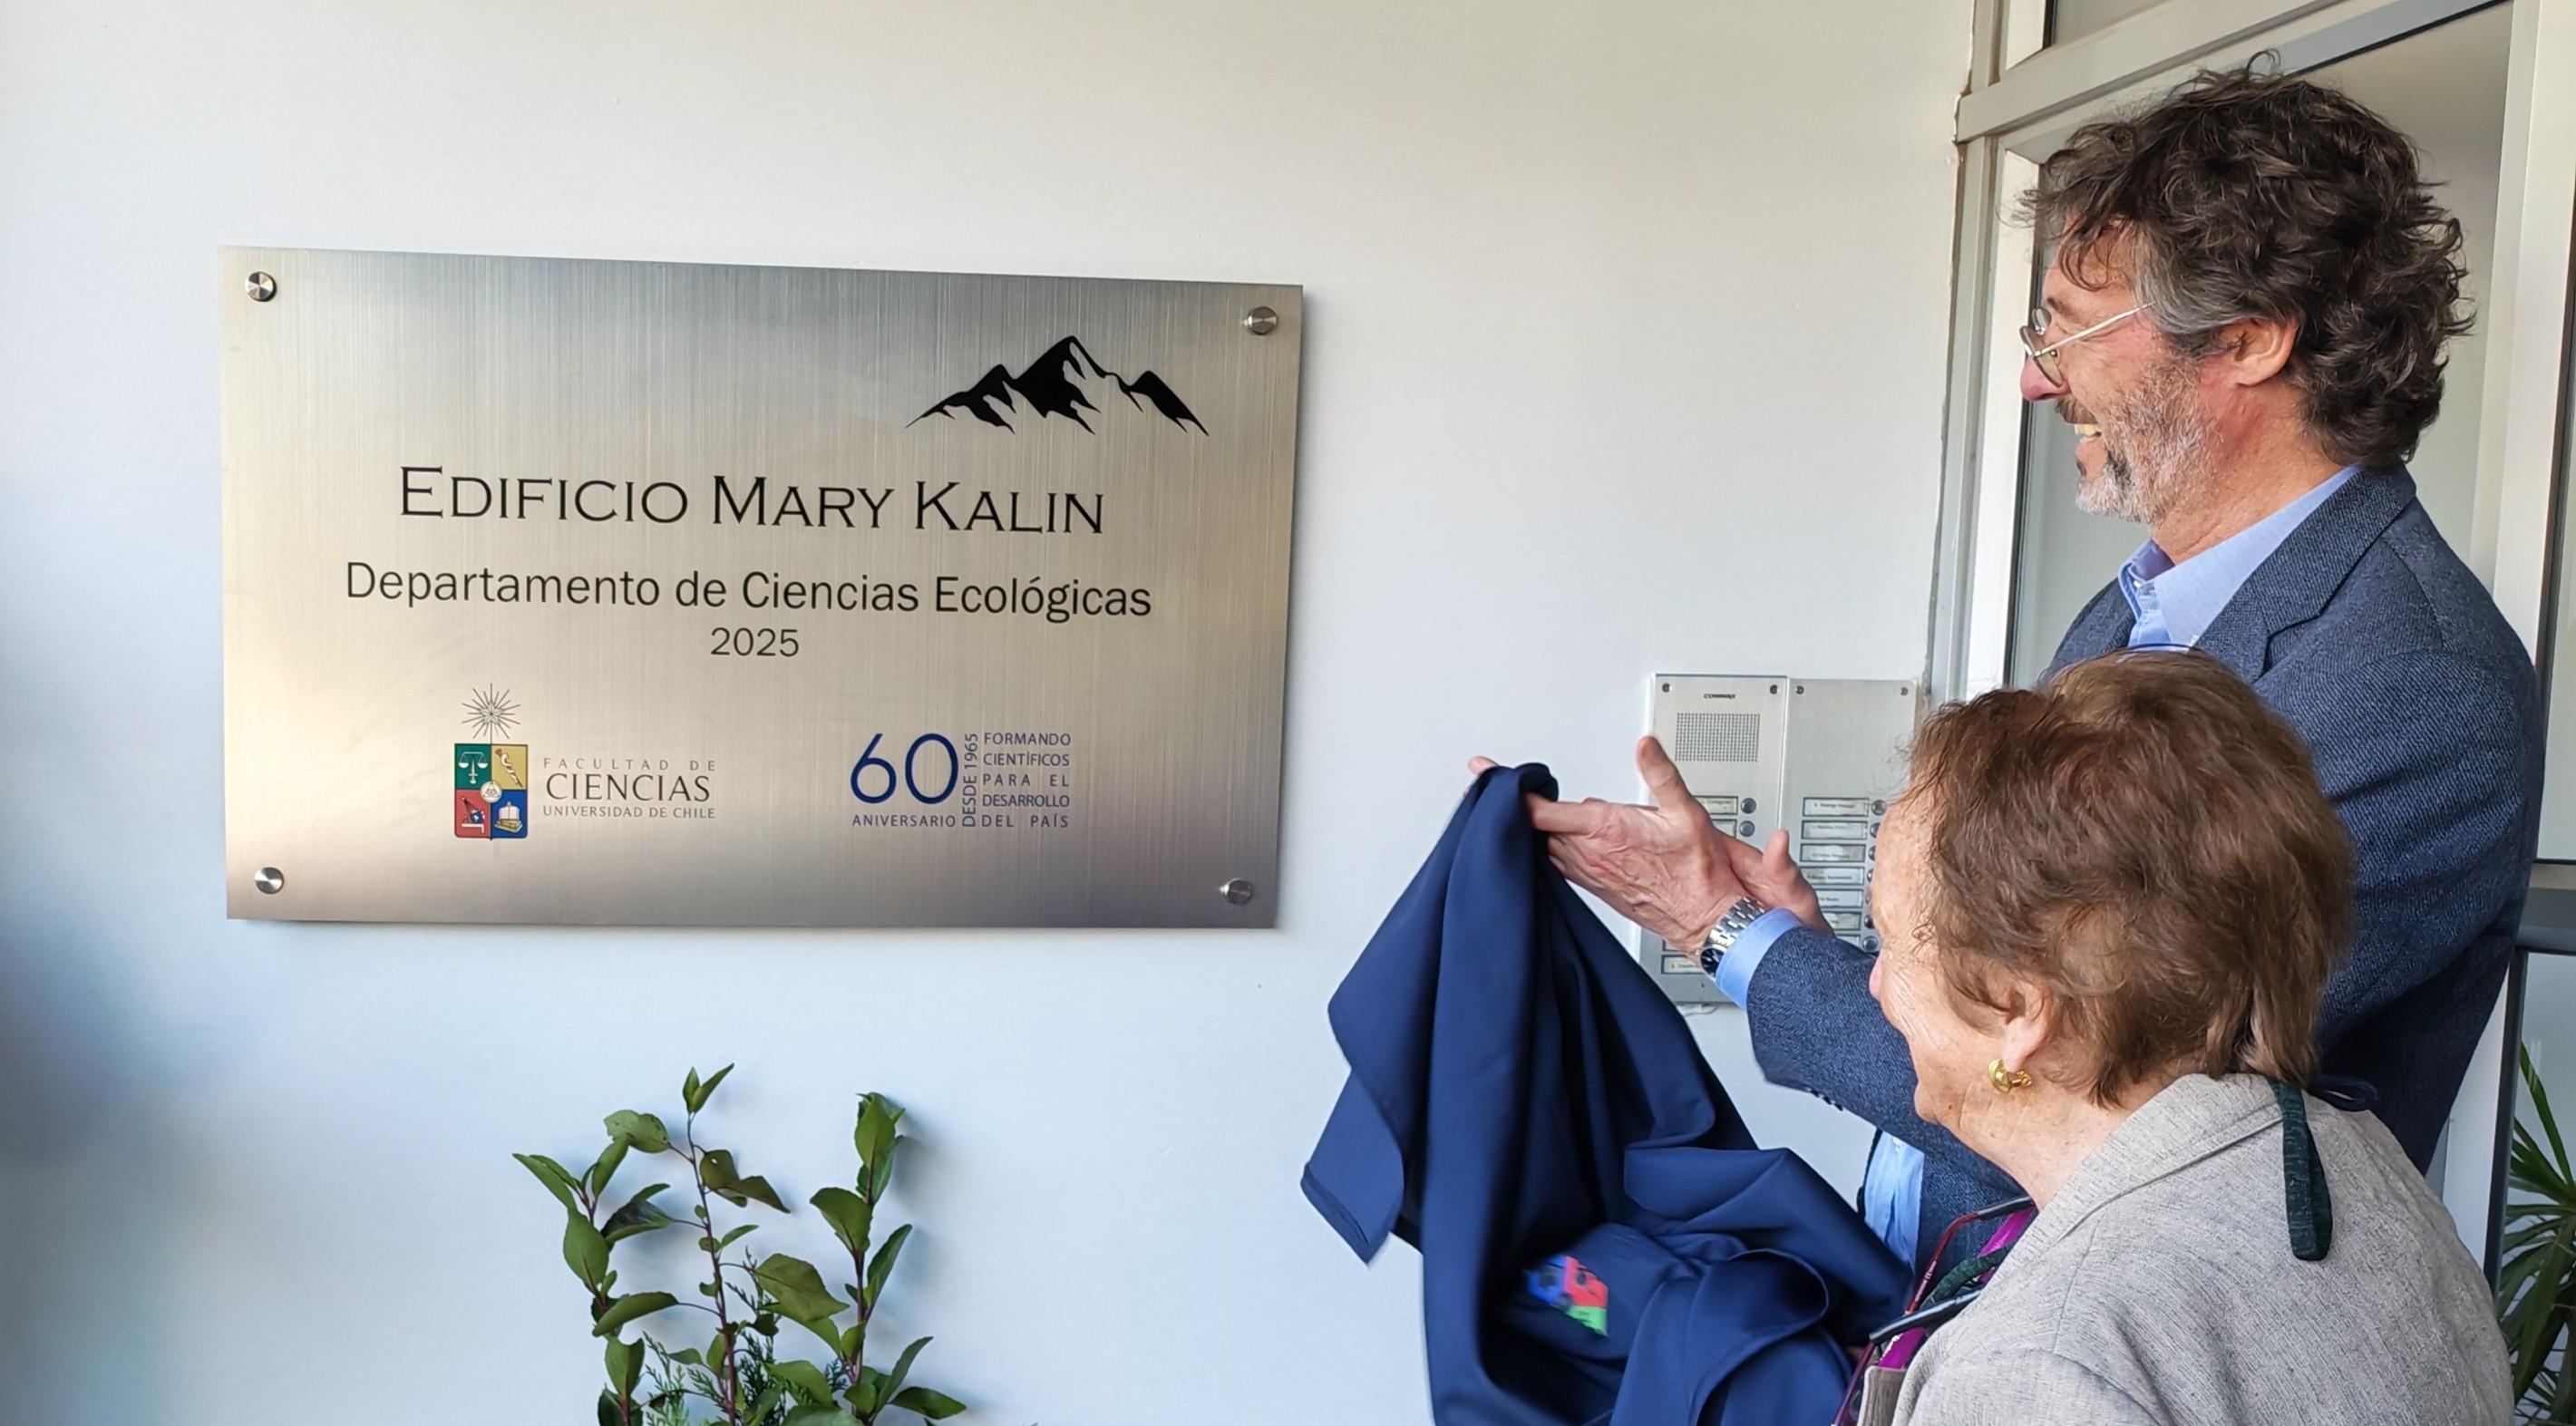 EDIFICIO MARY KALIN
Departamento de Ciencias Ecológicas
2025
FACULTAD DE
CIENCIAS
UNIVERSIDAD DE CHILE
60
ANIVERSARIO
DESDE 1965
FORMANDO
CIENTÍFICOS
PARA EL
DESARROLLO
DEL PAÍS
COMMAX